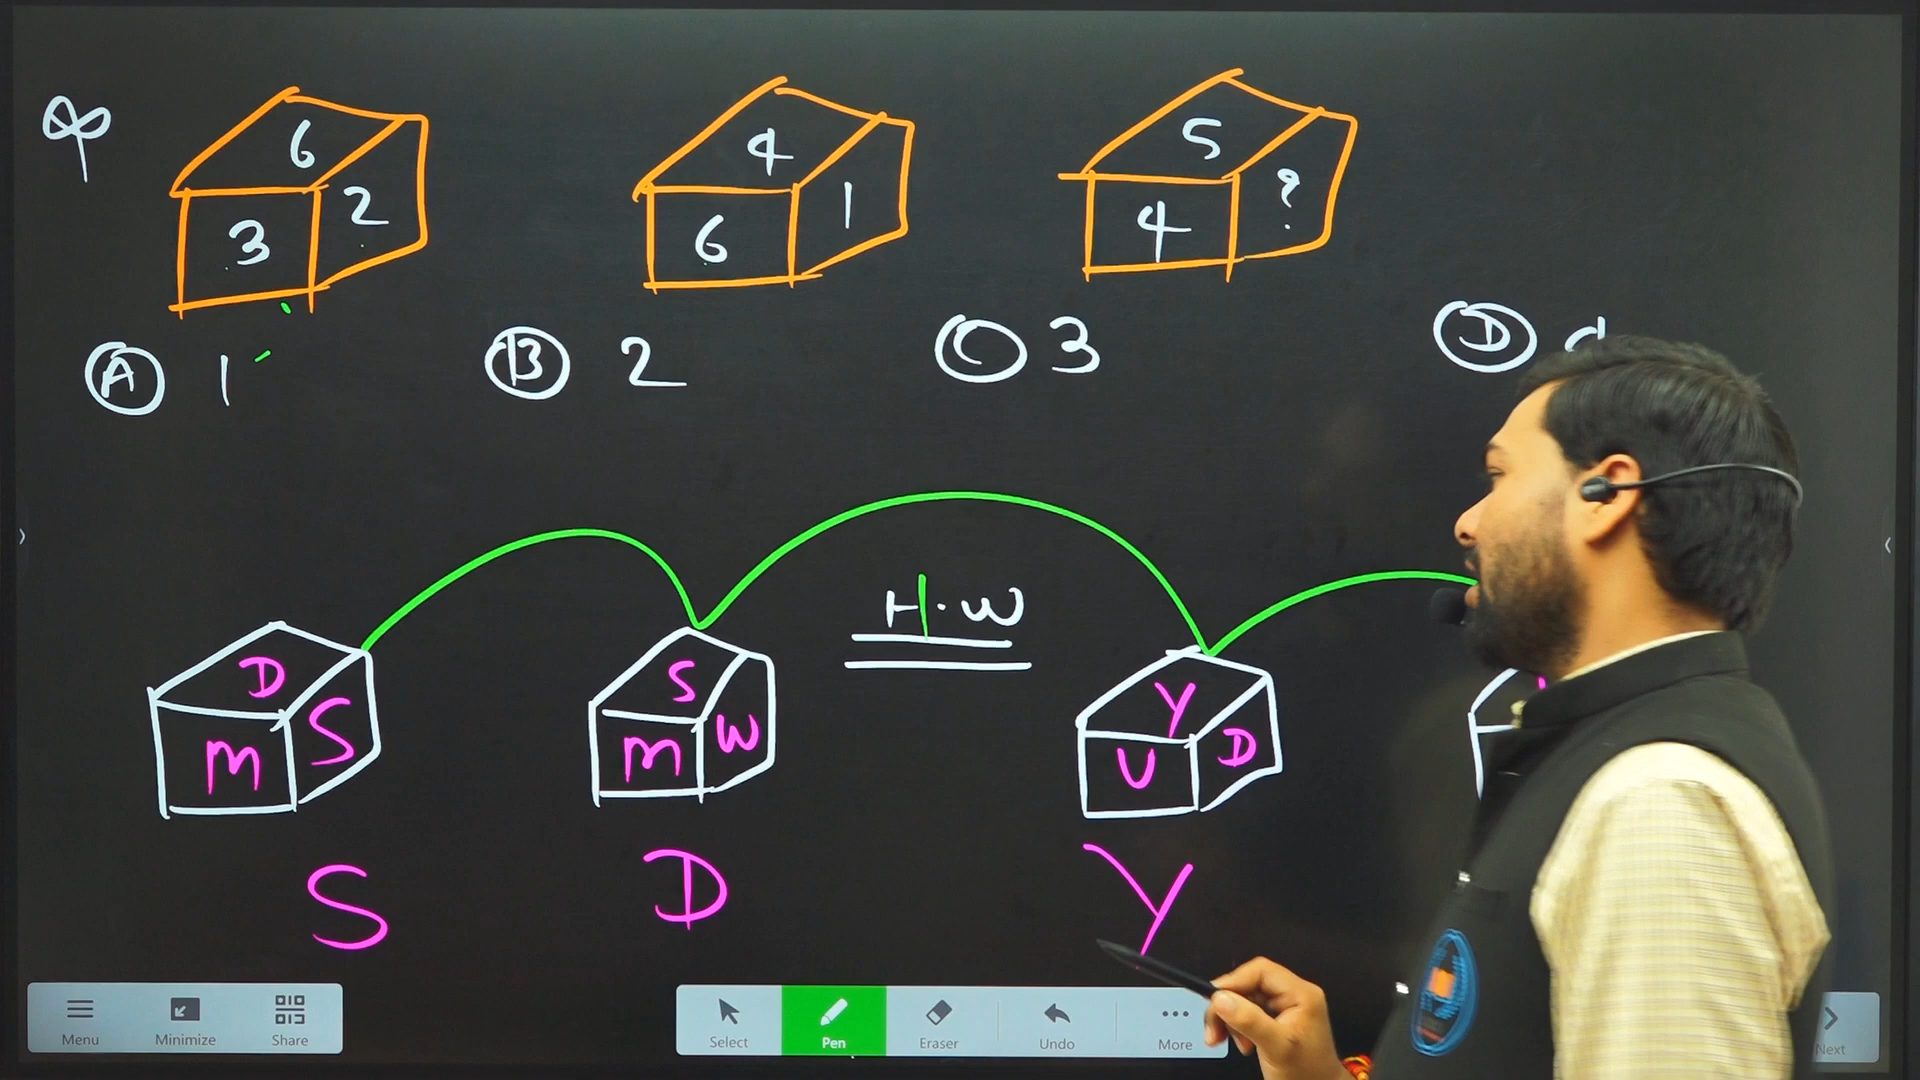 Q
6 4 5
3 2 6 1 4 ?
A 1 B 2 C 3 D
H.W
D S Y
M S M W U D
S D Y
Menu Minimize Share Select Pen Eraser Undo More Next